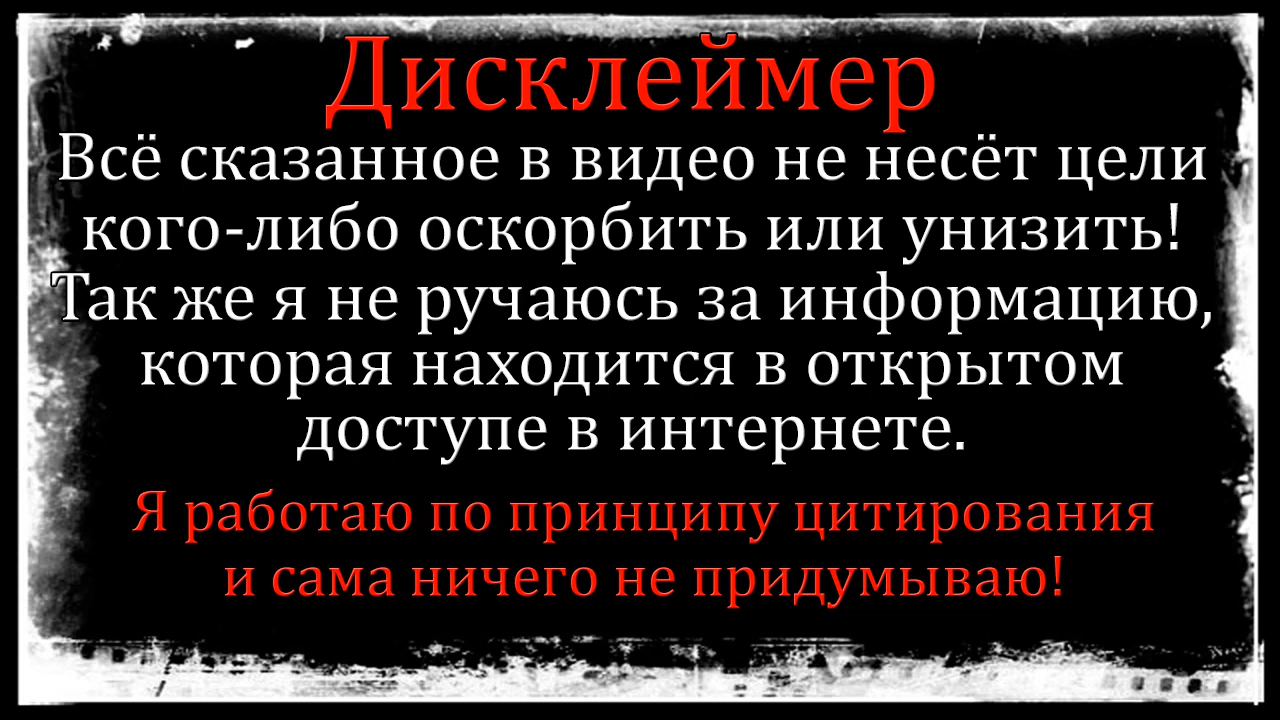 Дисклеймер
Всё сказанное в видео не несёт цели
кого-либо оскорбить или унизить!
Так же я не ручаюсь за информацию,
которая находится в открытом
доступе в интернете.
Я работаю по принципу цитирования
и сама ничего не придумываю!